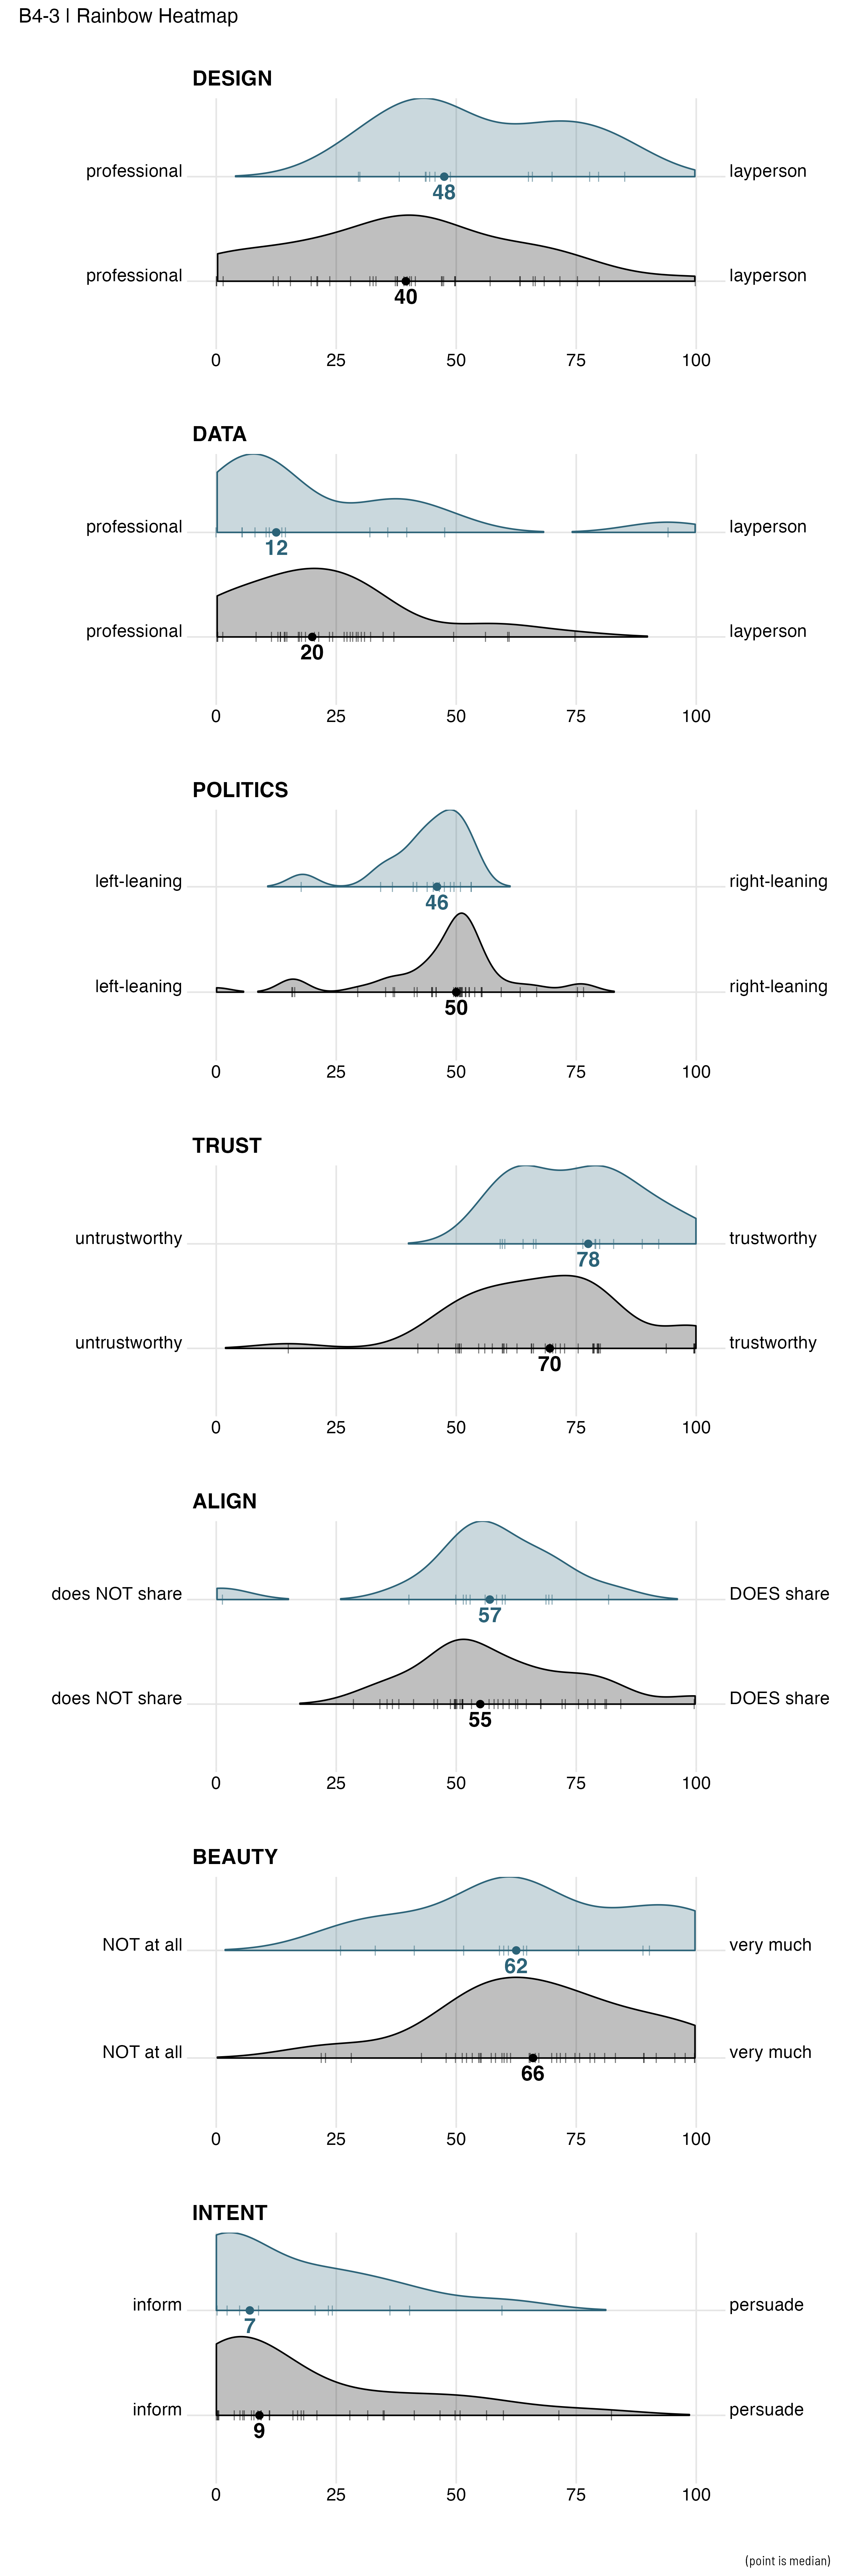 B4-3 | Rainbow Heatmap
DESIGN
professional layperson
48
professional layperson
40
0 25 50 75 100
DATA
professional layperson
12
professional layperson
20
0 25 50 75 100
POLITICS
left-leaning right-leaning
46
left-leaning right-leaning
50
0 25 50 75 100
TRUST
untrustworthy trustworthy
78
untrustworthy trustworthy
70
0 25 50 75 100
ALIGN
does NOT share DOES share
57
does NOT share DOES share
55
0 25 50 75 100
BEAUTY
NOT at all very much
62
NOT at all very much
66
0 25 50 75 100
INTENT
inform persuade
7
inform persuade
9
0 25 50 75 100
(point is median)